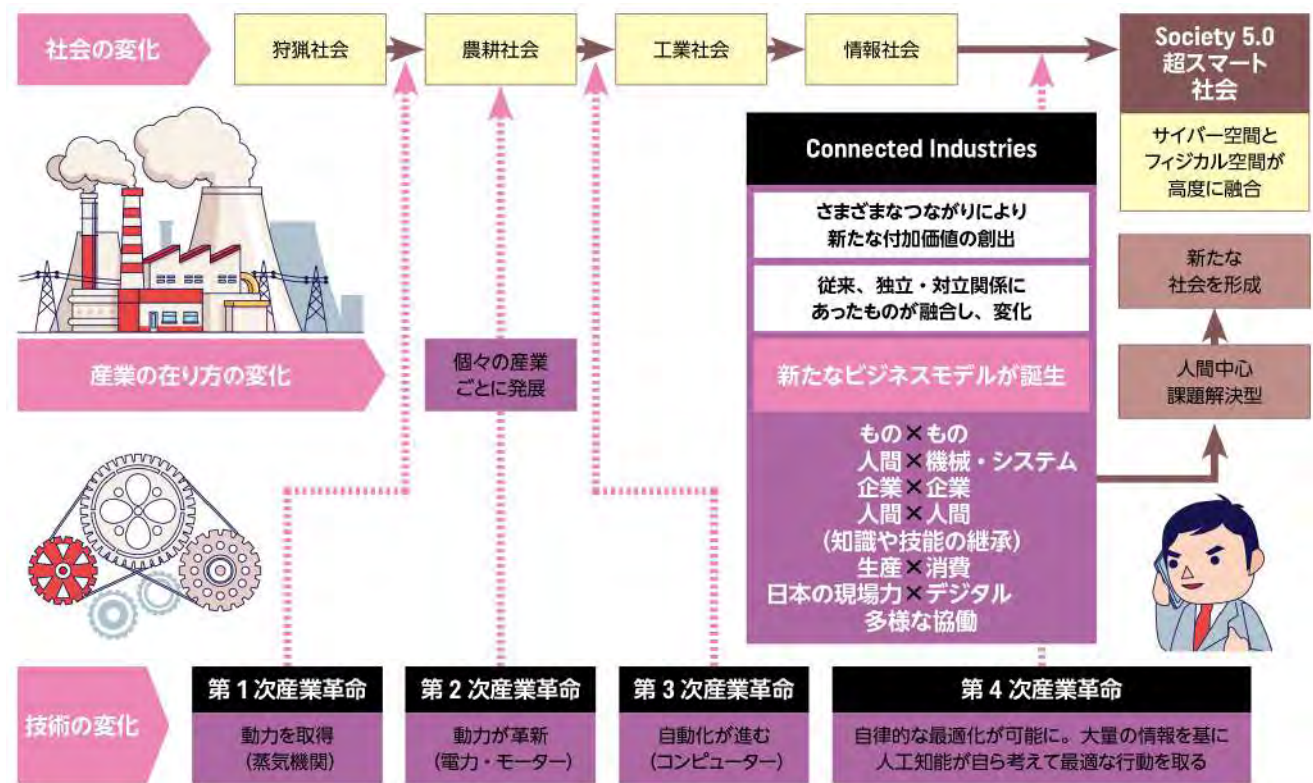 社会の変化
狩猟社会
農耕社会
工業社会
情報社会
Society 5.0
超スマート
社会
サイバー空間と
フィジカル空間が
高度に融合
Connected Industries
さまざまなつながりにより
新たな付加価値の創出
従来、独立・対立関係に
あったものが融合し、変化
新たな
社会を形成
産業の在り方の変化
個々の産業
ごとに発展
新たなビジネスモデルが誕生
人間中心
課題解決型
もの×もの
人間×機械・システム
企業×企業
人間×人間
(知識や技能の継承)
生産×消費
日本の現場力×デジタル
多様な協働
技術の変化
第1次産業革命
動力を取得
(蒸気機関)
第2次産業革命
動力が革新
(電力・モーター)
第3次産業革命
自動化が進む
(コンピューター)
第4次産業革命
自律的な最適化が可能に。大量の情報を基に
人工知能が自ら考えて最適な行動を取る